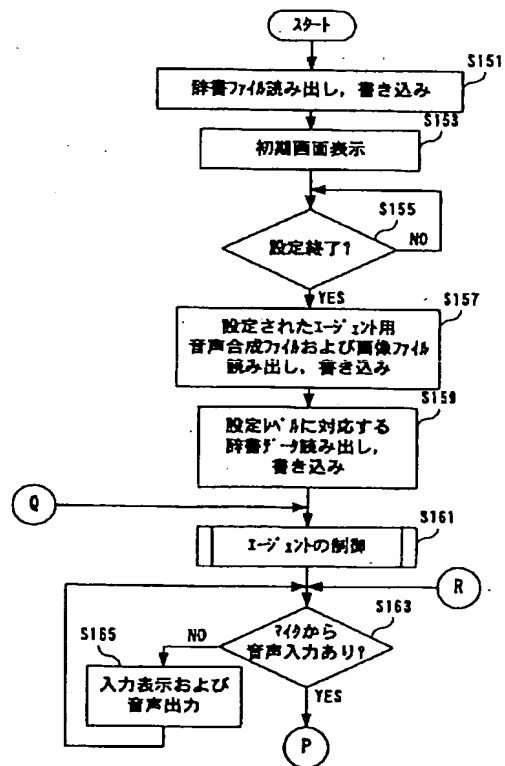 スタート
S151
辞書ファイル読み出し，書き込み
S153
初期画面表示
S155
設定終了？
NO
YES
S157
設定されたエージェント用
音声合成ファイルおよび画像ファイル
読み出し，書き込み
S159
設定レベルに対応する
辞書データ読み出し，
書き込み
Q
S161
エージェントの制御
R
S163
マイクから
音声入力あり？
NO
S165
入力表示および
音声出力
YES
P